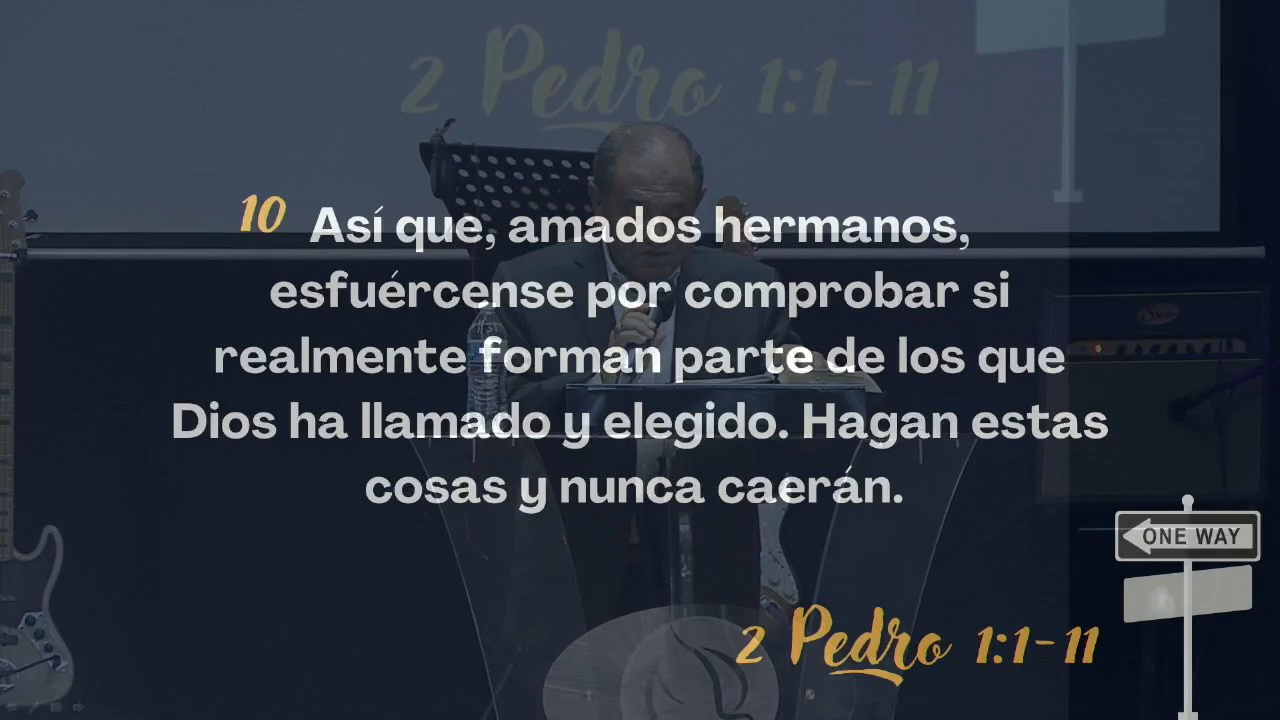 2 Pedro 1:1-11
10 Así que, amados hermanos,
esfuércense por comprobar si
realmente forman parte de los que
Dios ha llamado y elegido. Hagan estas
cosas y nunca caerán.
ONE WAY
2 Pedro 1:1-11